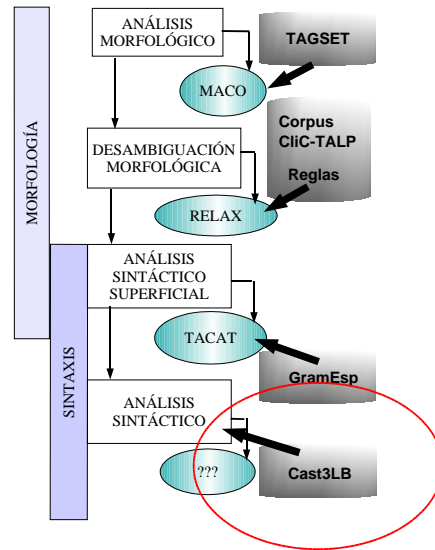 ANÁLISIS
MORFOLÓGICO
TAGSET
MACO
Corpus
CliC-TALP
Reglas
DESAMBIGUACIÓN
MORFOLÓGICA
RELAX
MORFOLOGÍA
ANÁLISIS
SINTÁCTICO
SUPERFICIAL
TACAT
GramEsp
SINTAXIS
ANÁLISIS
SINTÁCTICO
???
Cast3LB